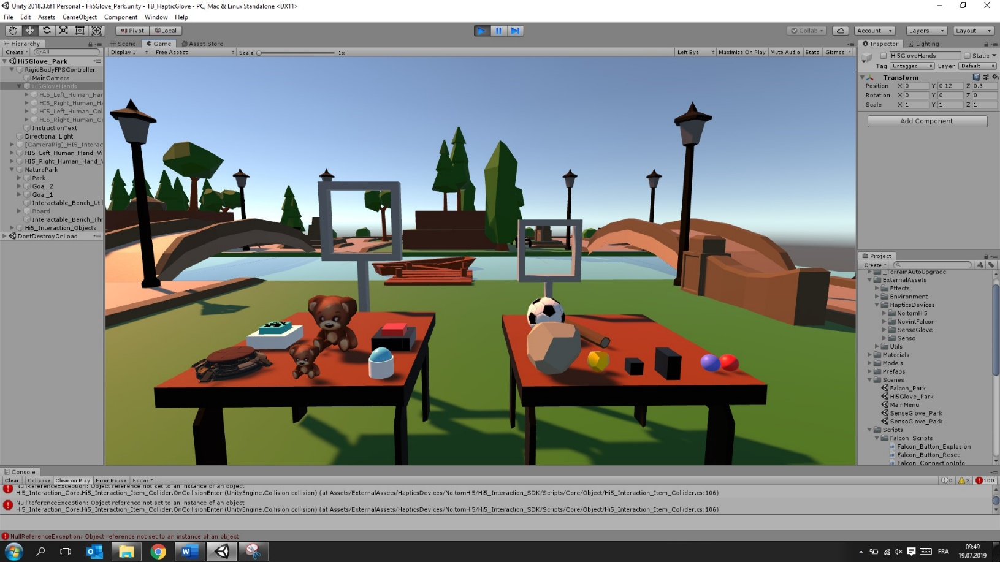 Unity 2018.3.6f1 Personal - Hi5Glove_Park.unity - TB_HapticGlove - PC, Mac & Linux Standalone <DX11>
File Edit Assets GameObject Component Window Help
Pivot Local Collab Account Layers Layout
Hierarchy
Create All
Hi5Glove_Park
RigidBodyFPSController
MainCamera
Hi5GloveHands
HI5_Left_Human_Han
HI5_Right_Human_Ha
HI5_Left_Human_Col
HI5_Right_Human_Co
InstructionText
Directional Light
[CameraRig]_HI5_Interac
HI5_Left_Human_Hand_Vi
HI5_Right_Human_Hand_V
NaturePark
Park
Goal_2
Goal_1
Interactable_Bench_Util
Board
Interactable_Bench_Thr
Hi5_Interaction_Objects
DontDestroyOnLoad
Scene Game Asset Store
Display 1 Free Aspect Scale 1x Left Eye Maximize On Play Mute Audio Stats Gizmos
Inspector Lighting
Hi5GloveHands Static
Tag Untagged Layer Default
Transform
Position X 0 Y 0.12 Z 0.3
Rotation X 0 Y 0 Z 0
Scale X 1 Y 1 Z 1
Add Component
Project
Create
_TerrainAutoUpgrade
ExternalAssets
Effects
Environment
HapticsDevices
NoitomHi5
NovintFalcon
SenseGlove
Senso
Utils
Materials
Models
Prefabs
Scenes
Falcon_Park
Hi5Glove_Park
MainMenu
SenseGlove_Park
SensoGlove_Park
Scripts
Falcon_Scripts
Falcon_Button_Explosion
Falcon_Button_Reset
Falcon_ConnectionInfo
Console
Clear Collapse Clear on Play Error Pause Editor 0 2 100
NullReferenceException: Object reference not set to an instance of an object
Hi5_Interaction_Core.Hi5_Interaction_Item_Collider.OnCollisionEnter (UnityEngine.Collision collision) (at Assets/ExternalAssets/HapticsDevices/NoitomHi5/Hi5_Interaction_SDK/Scripts/Core/Object/Hi5_Interaction_Item_Collider.cs:106)
NullReferenceException: Object reference not set to an instance of an object
Hi5_Interaction_Core.Hi5_Interaction_Item_Collider.OnCollisionEnter (UnityEngine.Collision collision) (at Assets/ExternalAssets/HapticsDevices/NoitomHi5/Hi5_Interaction_SDK/Scripts/Core/Object/Hi5_Interaction_Item_Collider.cs:106)
NullReferenceException: Object reference not set to an instance of an object
FRA
09:49
19.07.2019